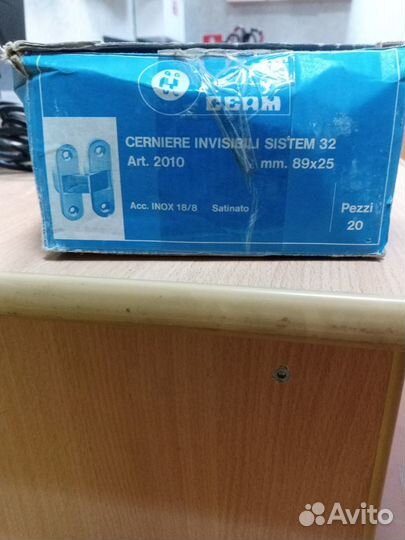 CEAM
CERNIERE INVISIBILI SISTEM 32
Art. 2010 mm. 89x25
Acc. INOX 18/8 Satinato
Pezzi
20
Avito